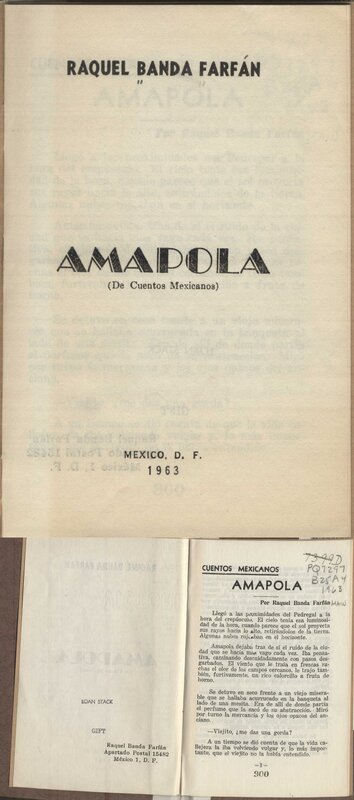 RAQUEL BANDA FARFÁN
AMAPOLA
(De Cuentos Mexicanos)
MEXICO, D. F.
1963
LOAN STACK
GIFT
Raquel Banda Farfán
Apartado Postal 15482
México 1, D. F.
7399D
PQ7297
B25A4
1963
MAIN
CUENTOS MEXICANOS
AMAPOLA
Por Raquel Banda Farfán
Llegó a las proximidades del Pedregal a la
hora del crepúsculo. El cielo tenía esa luminosi-
dad de la hora, cuando parece que el sol proyecta
sus rayos hacia lo alto, retirándolos de la tierra.
Algunas nubes rojeaban en el horizonte.
Amapola dejaba tras de sí el ruido de la ciu-
dad que se hacía mas vago cada vez. Iba pensa-
tiva, caminando descuidadamente con pasos des-
garbados. El viento que le traía en frescas ra-
chas el olor de los campos cercanos, le trajo tam-
bién, furtivamente, un rico calorcillo a fruta de
horno.
Se detuvo en seco frente a un viejo misera-
ble que se hallaba acurrucado en la banqueta al
lado de una mesita. Era de allí de donde partía
el perfume que la sacó de su abstracción. Miró
por turno la mercancía y los ojos opacos del an-
ciano.
—Viejito, ¿me das una gorda?
A un tiempo se dió cuenta de que la vida ca-
llejera la iba volviendo vulgar y, lo más impor-
tante, que el viejito no la había entendido.
—1—
900